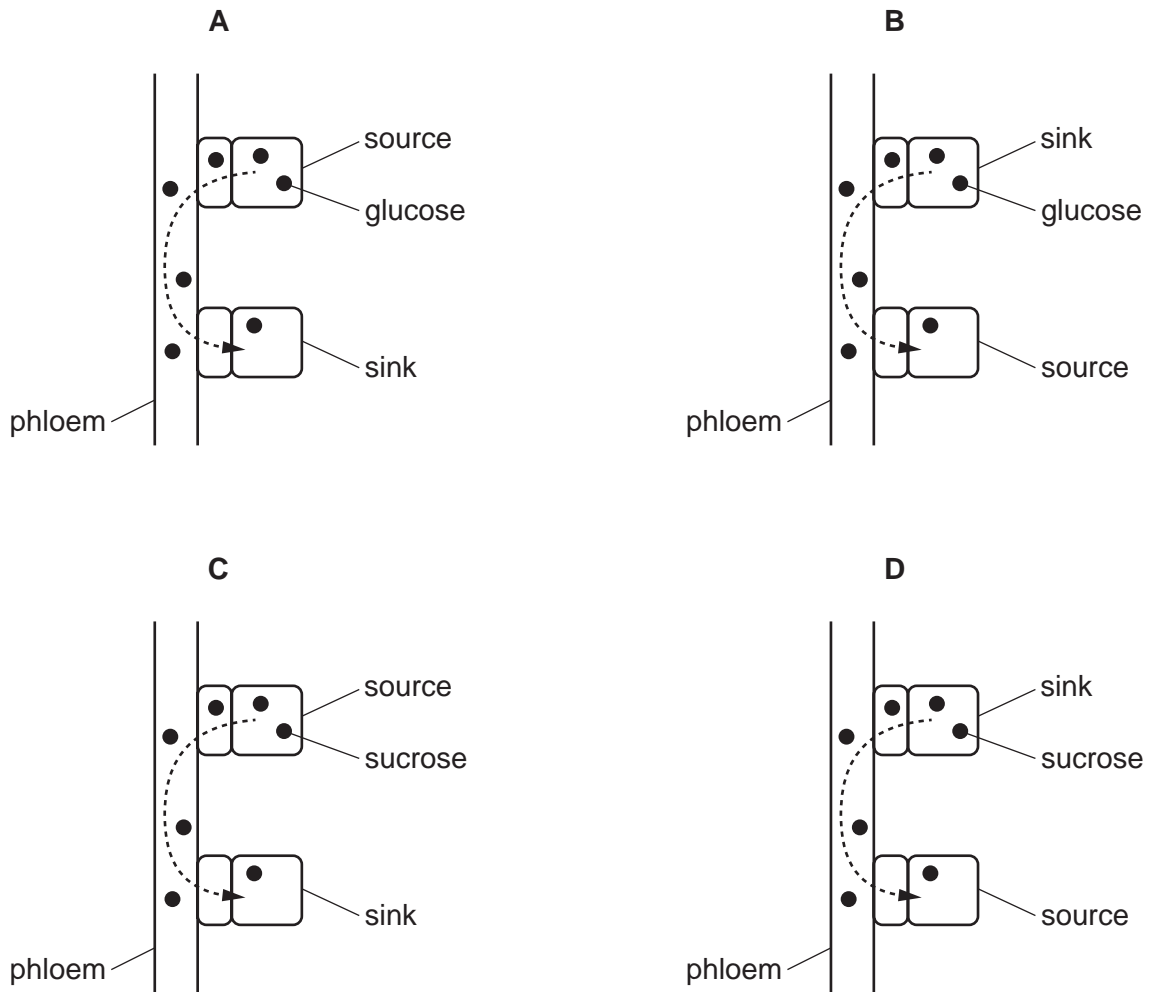 A
source
glucose
sink
phloem
B
sink
glucose
source
phloem
C
source
sucrose
sink
phloem
D
sink
sucrose
source
phloem